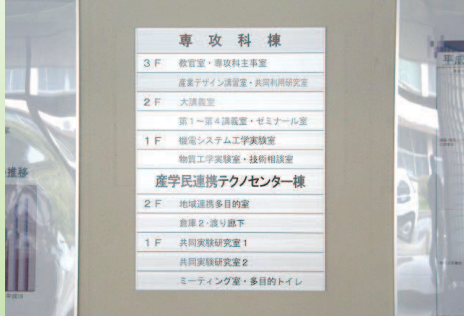 専攻科棟
3F 教官室・専攻科主事室
産業デザイン講習室・共同利用研究室
2F 大講義室
第1〜第4講義室・ゼミナール室
1F 機電システム工学実験室
物質工学実験室・技術相談室
産学民連携テクノセンター棟
2F 地域連携多目的室
倉庫2・渡り廊下
1F 共同実験研究室1
共同実験研究室2
ミーティング室・多目的トイレ
推移
平成